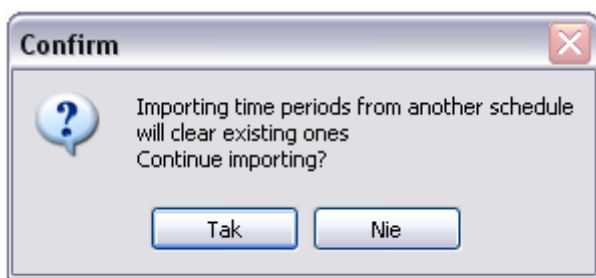 Confirm
Importing time periods from another schedule
will clear existing ones
Continue importing?
Tak
Nie